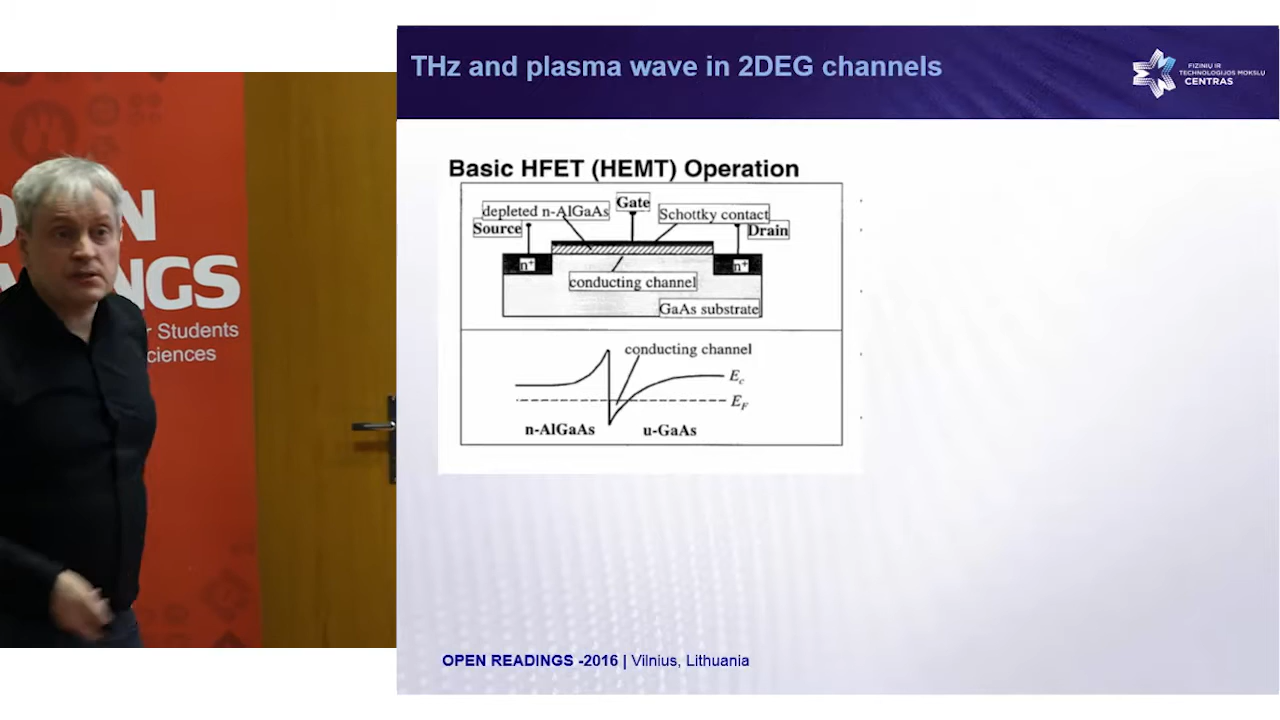 THz and plasma wave in 2DEG channels
FIZINIŲ IR
TECHNOLOGIJOS MOKSLŲ
CENTRAS
NGS
r Students
ciences
Basic HFET (HEMT) Operation
depleted n-AlGaAs
Gate
Schottky contact
Source
Drain
n+
n+
conducting channel
GaAs substrate
conducting channel
Ec
EF
n-AlGaAs
u-GaAs
OPEN READINGS -2016 | Vilnius, Lithuania